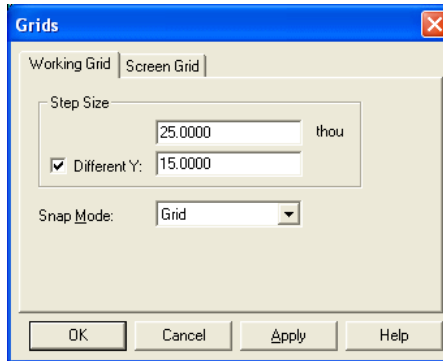 Grids
Working Grid Screen Grid
Step Size
25.0000 thou
Different Y: 15.0000
Snap Mode: Grid
OK Cancel Apply Help